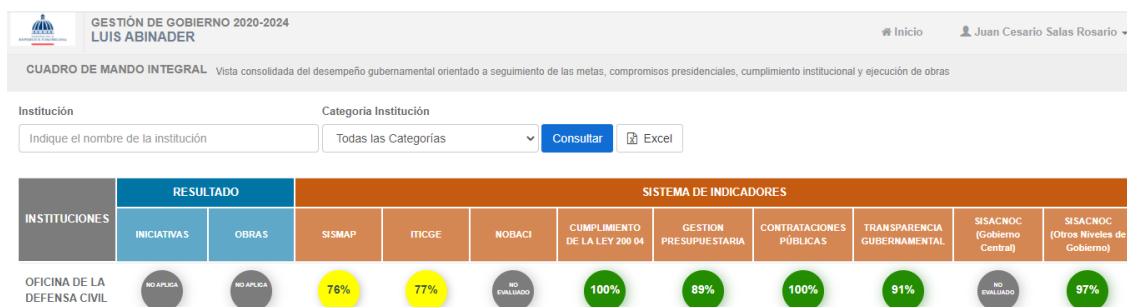 GESTIÓN DE GOBIERNO 2020-2024
LUIS ABINADER
Inicio
Juan Cesario Salas Rosario
CUADRO DE MANDO INTEGRAL Vista consolidada del desempeño gubernamental orientado a seguimiento de las metas, compromisos presidenciales, cumplimiento institucional y ejecución de obras
Institución
Categoría Institución
Indique el nombre de la institución
Todas las Categorías
Consultar
Excel
INSTITUCIONES
RESULTADO
SISTEMA DE INDICADORES
INICIATIVAS
OBRAS
SISMAP
ITICGE
NOBACI
CUMPLIMIENTO
DE LA LEY 200 04
GESTION
PRESUPUESTARIA
CONTRATACIONES
PÚBLICAS
TRANSPARENCIA
GUBERNAMENTAL
SISACNOC
(Gobierno
Central)
SISACNOC
(Otros Niveles de
Gobierno)
OFICINA DE LA
DEFENSA CIVIL
NO APLICA
NO APLICA
76%
77%
NO
EVALUADO
100%
89%
100%
91%
NO
EVALUADO
97%